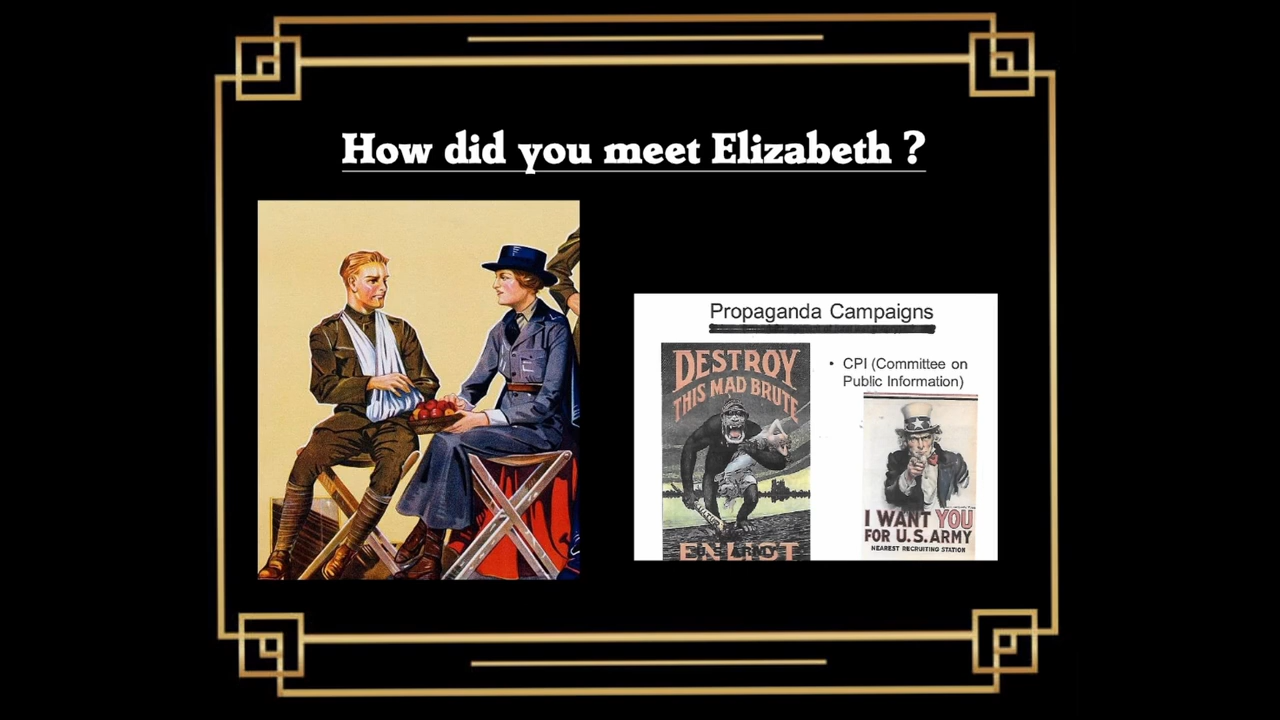 How did you meet Elizabeth ?
Propaganda Campaigns
DESTROY
THIS MAD BRUTE
ENLIST
U.S. ARMY
• CPI (Committee on
Public Information)
I WANT YOU
FOR U.S. ARMY
NEAREST RECRUITING STATION